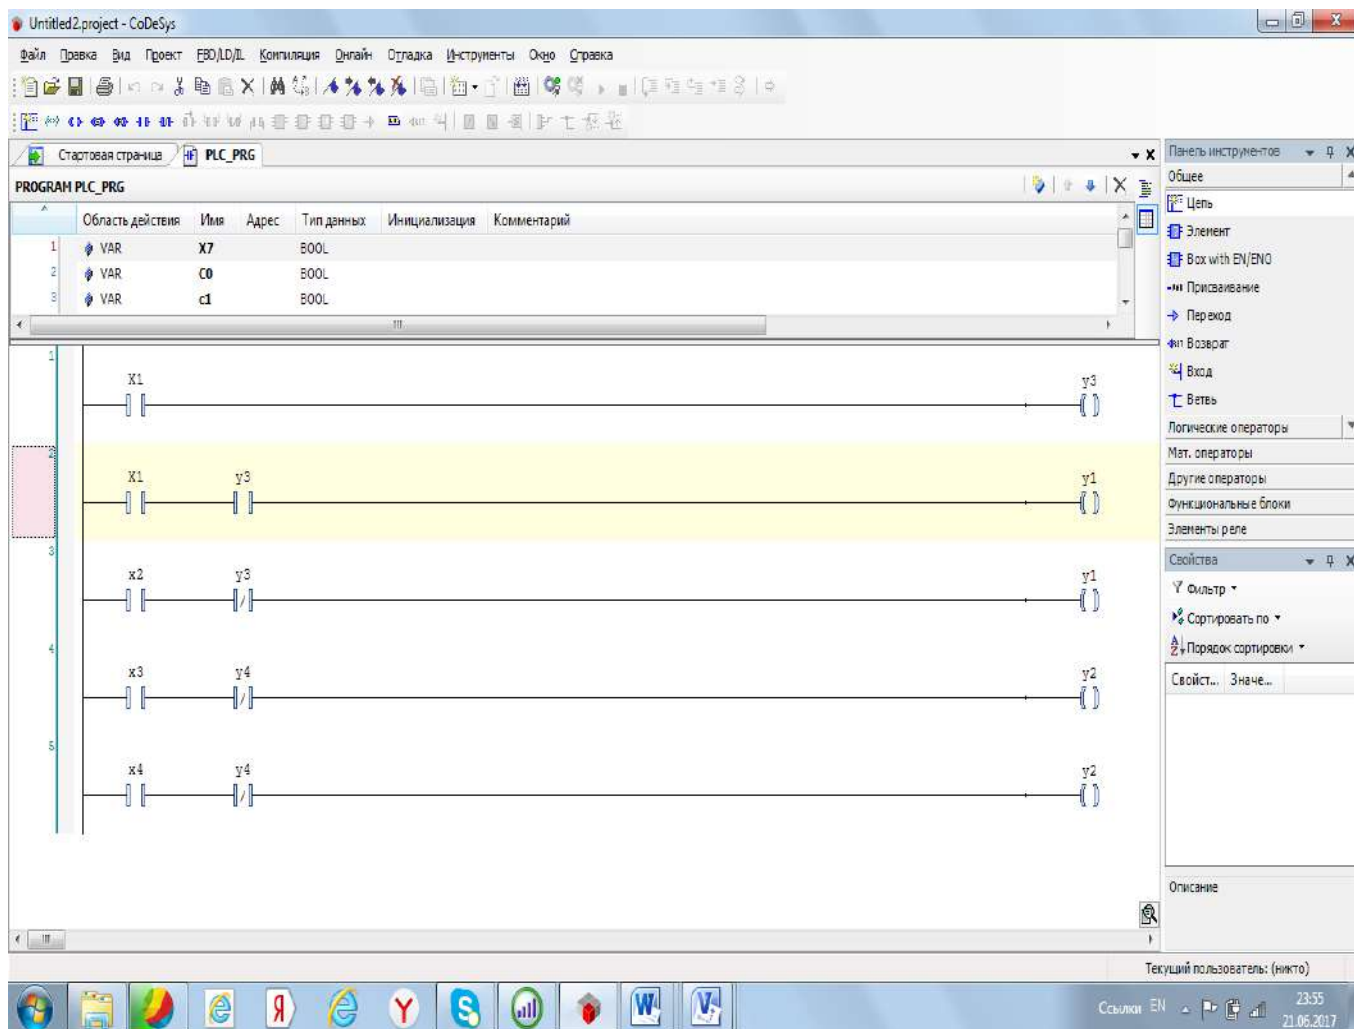 Untitled2.project - CoDeSys
Файл Правка Вид Проект FBD/LD/IL Компиляция Онлайн Отладка Инструменты Окно Справка
Стартовая страница PLC_PRG
PROGRAM PLC_PRG
Область действия Имя Адрес Тип данных Инициализация Комментарий
1 VAR X7 BOOL
2 VAR C0 BOOL
3 VAR c1 BOOL
1
X1 y3
2
X1 y3 y1
3
x2 y3 y1
4
x3 y4 y2
5
x4 y4 y2
Панель инструментов
Общее
Цепь
Элемент
Box with EN/ENO
Присваивание
Переход
Возврат
Вход
Ветвь
Логические операторы
Мат. операторы
Другие операторы
Функциональные блоки
Элементы реле
Свойства
Фильтр
Сортировать по
Порядок сортировки
Свойст... Значе...
Описание
Текущий пользователь: (никто)
Ссылки EN
23:55
21.06.2017